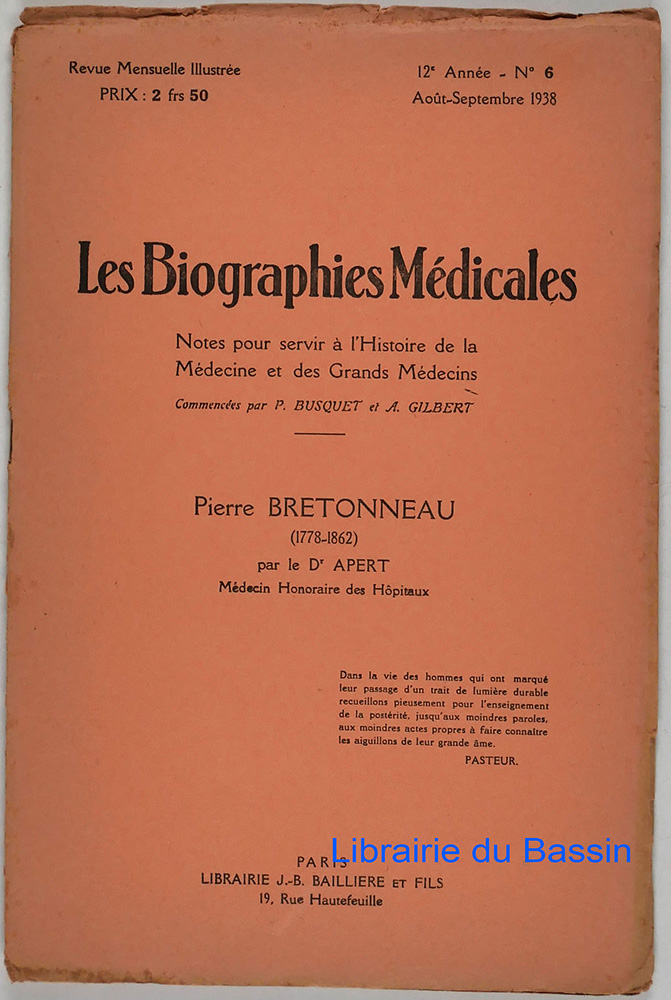 Revue Mensuelle Illustrée
PRIX : 2 frs 50
12e Année - No 6
Août-Septembre 1938
Les Biographies Médicales
Notes pour servir à l'Histoire de la
Médecine et des Grands Médecins
Commencées par P. BUSQUET et A. GILBERT
Pierre BRETONNEAU
(1778-1862)
par le Dr APERT
Médecin Honoraire des Hôpitaux
Dans la vie des hommes qui ont marqué
leur passage d'un trait de lumière durable
recueillons pieusement pour l'enseignement
de la postérité, jusqu'aux moindres paroles,
aux moindres actes propres à faire connaître
les aiguillons de leur grande âme.
PASTEUR.
Librairie du Bassin
PARIS
LIBRAIRIE J.-B. BAILLIERE ET FILS
19, Rue Hautefeuille